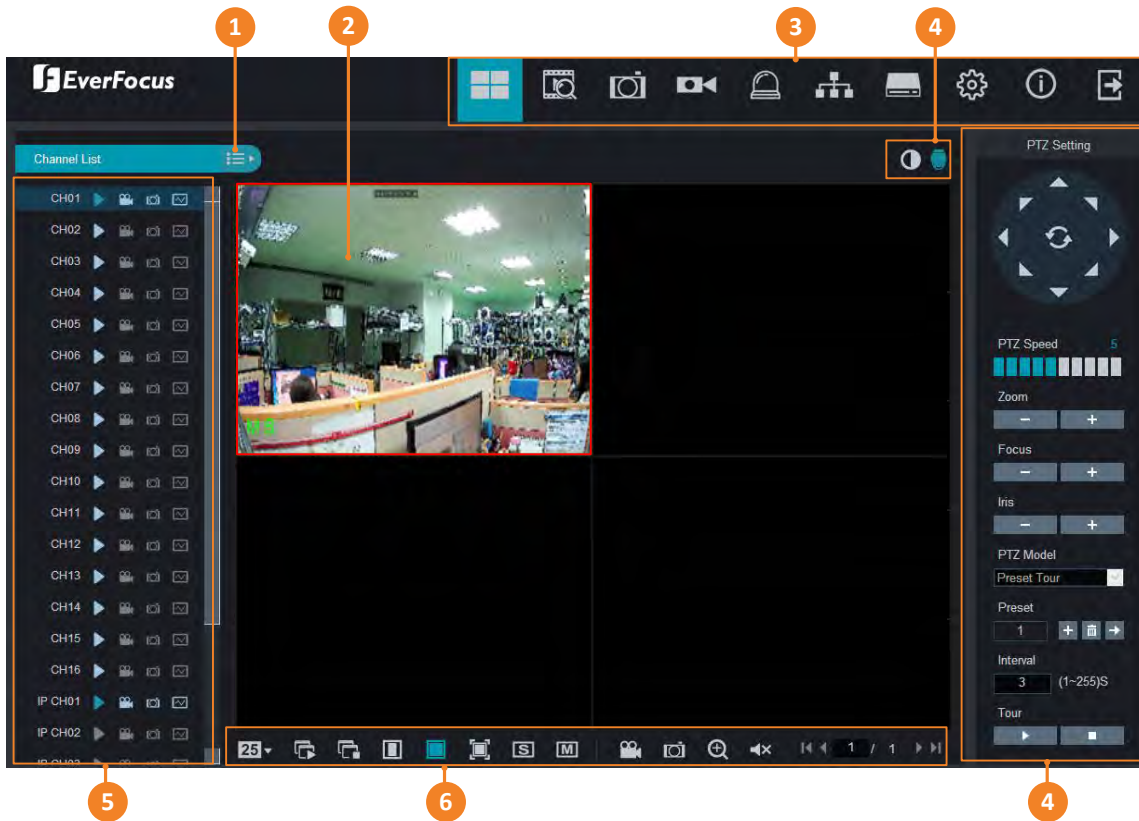 1
2
3
4
EverFocus
Channel List
PTZ Setting
CH01
CH02
CH03
CH04
CH05
CH06
CH07
CH08
CH09
CH10
CH11
CH12
CH13
CH14
CH15
CH16
IP CH01
IP CH02
PTZ Speed 5
Zoom
− +
Focus
− +
Iris
− +
PTZ Model
Preset Tour
Preset
1 +
Interval
3 (1~255)S
Tour
25 S M 1 / 1
5
6
4